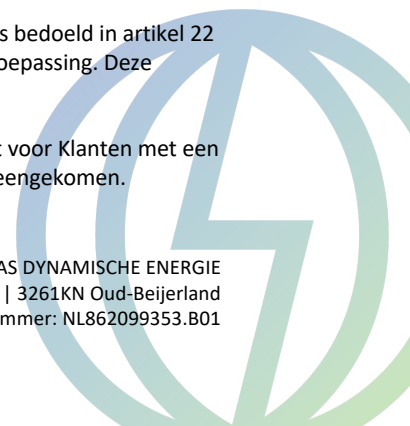 s bedoeld in artikel 22
oepassing. Deze
t voor Klanten met een
eengekomen.
AS DYNAMISCHE ENERGIE
| 3261KN Oud-Beijerland
mmer: NL862099353.B01